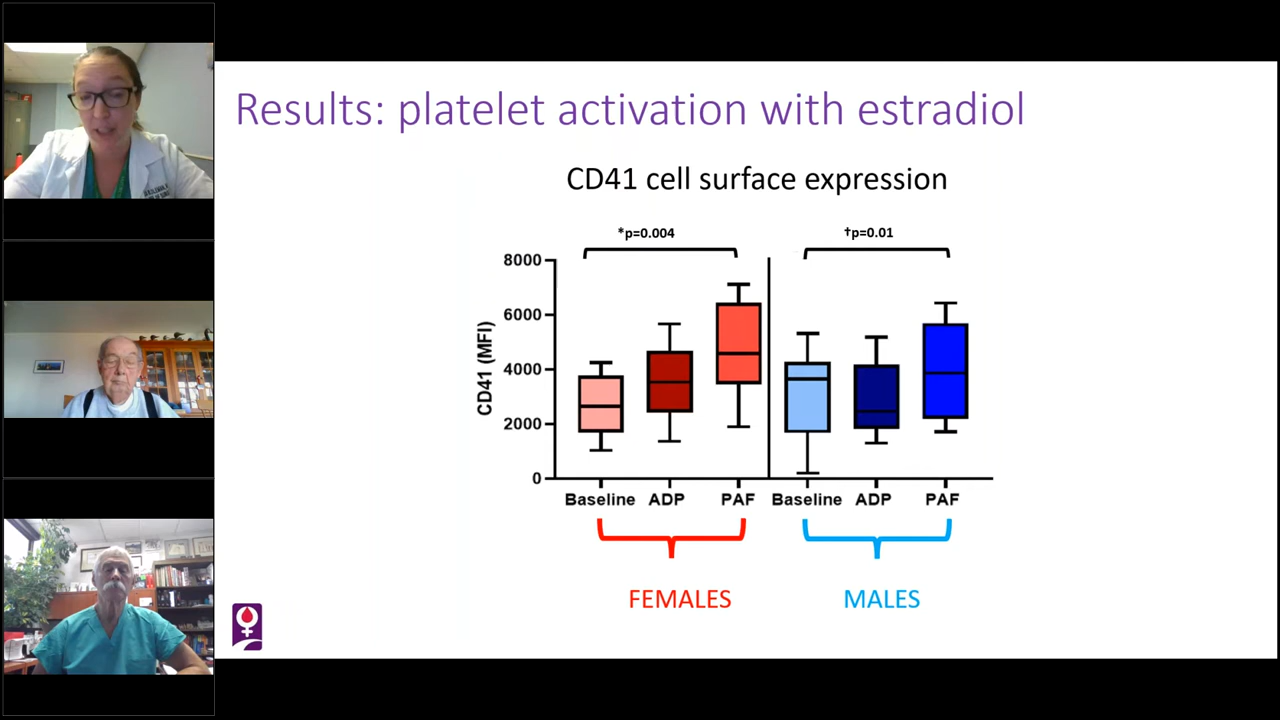 Results: platelet activation with estradiol
CD41 cell surface expression
*p=0.004
†p=0.01
CD41 (MFI)
8000
6000
4000
2000
0
Baseline ADP PAF Baseline ADP PAF
FEMALES MALES